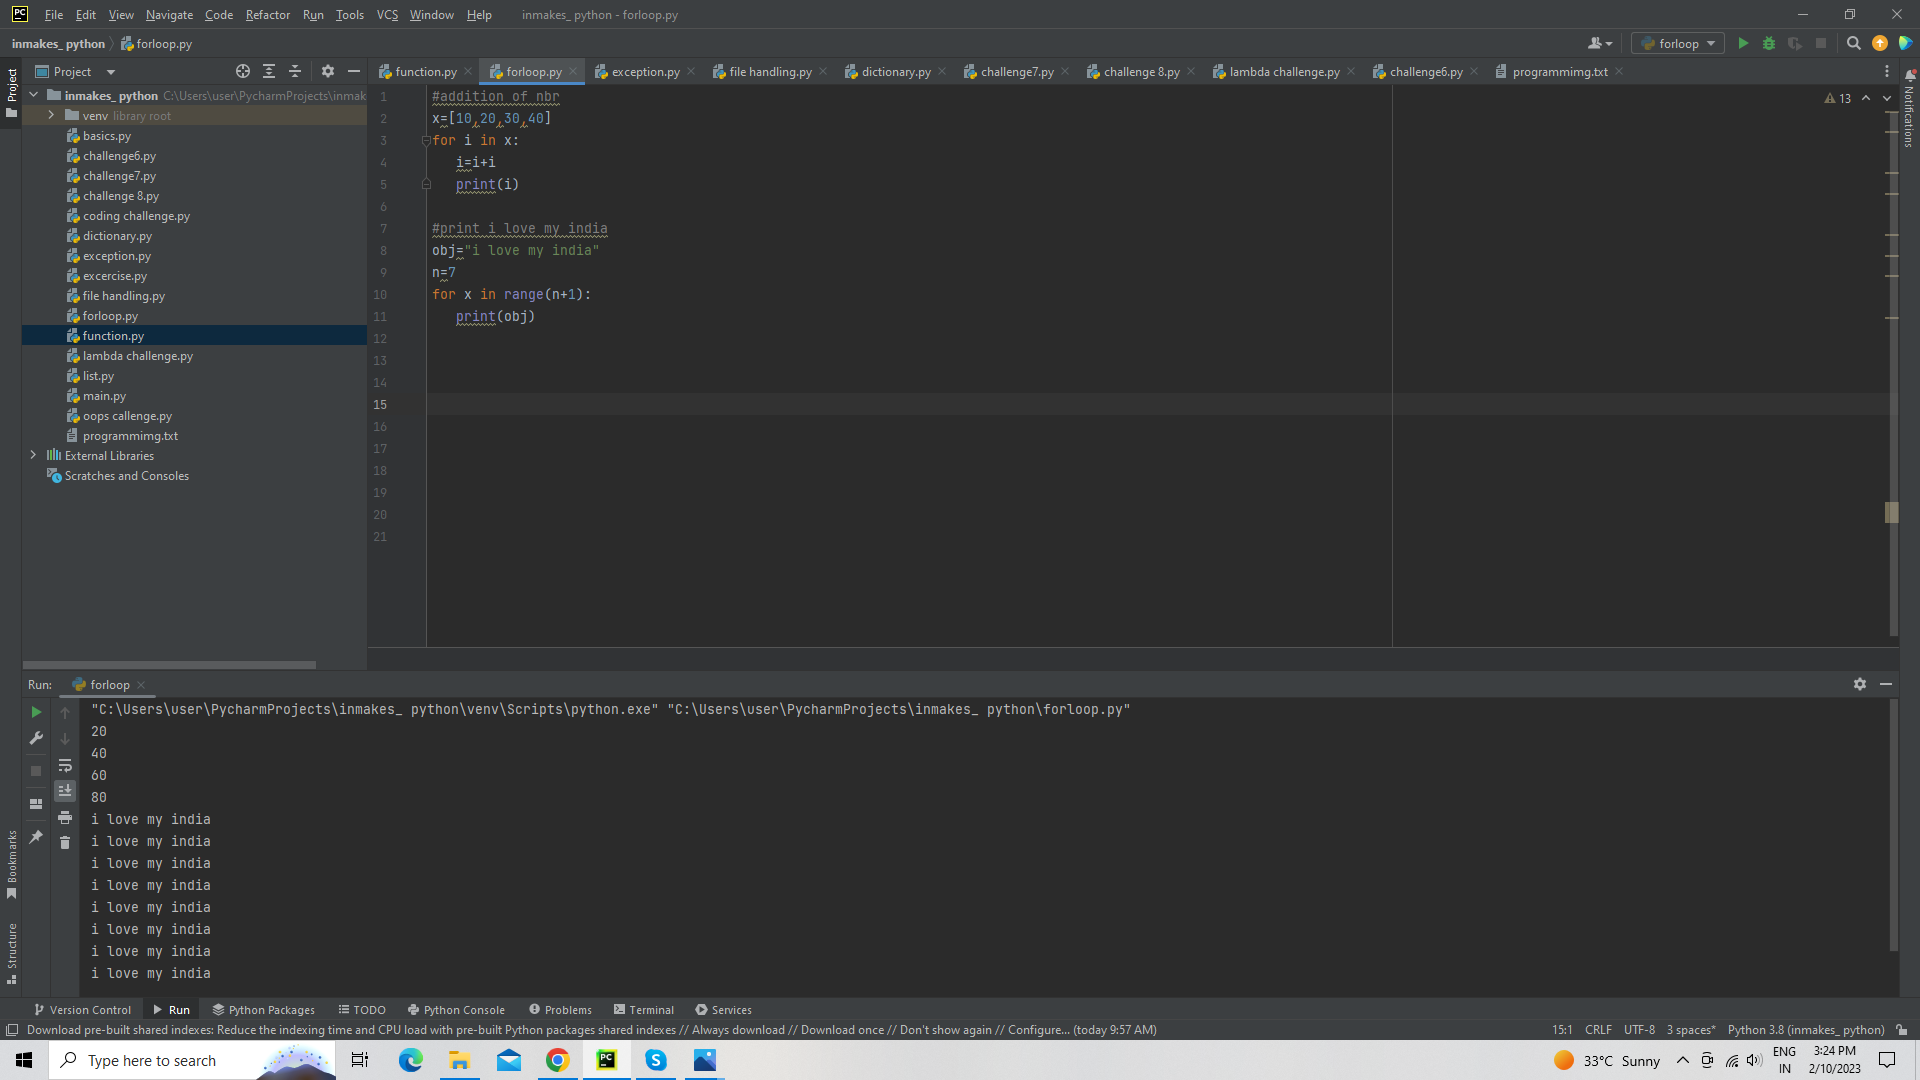 PC File Edit View Navigate Code Refactor Run Tools VCS Window Help inmakes_ python - forloop.py
inmakes_ python forloop.py forloop
Project function.py forloop.py exception.py file handling.py dictionary.py challenge7.py challenge 8.py lambda challenge.py challenge6.py programmimg.txt
Project
Notifications
inmakes_ python C:\Users\user\PycharmProjects\inmak
venv library root
basics.py
challenge6.py
challenge7.py
challenge 8.py
coding challenge.py
dictionary.py
exception.py
excercise.py
file handling.py
forloop.py
function.py
lambda challenge.py
list.py
main.py
oops callenge.py
programmimg.txt
External Libraries
Scratches and Consoles
13
1 #addition of nbr
2 x=[10,20,30,40]
3 for i in x:
4 i=i+i
5 print(i)
6
7 #print i love my india
8 obj="i love my india"
9 n=7
10 for x in range(n+1):
11 print(obj)
12
13
14
15
16
17
18
19
20
21
Run: forloop
"C:\Users\user\PycharmProjects\inmakes_ python\venv\Scripts\python.exe" "C:\Users\user\PycharmProjects\inmakes_ python\forloop.py"
20
40
60
80
i love my india
i love my india
i love my india
i love my india
i love my india
i love my india
i love my india
i love my india
Bookmarks
Structure
Version Control Run Python Packages TODO Python Console Problems Terminal Services
Download pre-built shared indexes: Reduce the indexing time and CPU load with pre-built Python packages shared indexes // Always download // Download once // Don't show again // Configure... (today 9:57 AM) 15:1 CRLF UTF-8 3 spaces* Python 3.8 (inmakes_ python)
Type here to search PC S 33°C Sunny ENG IN 3:24 PM 2/10/2023